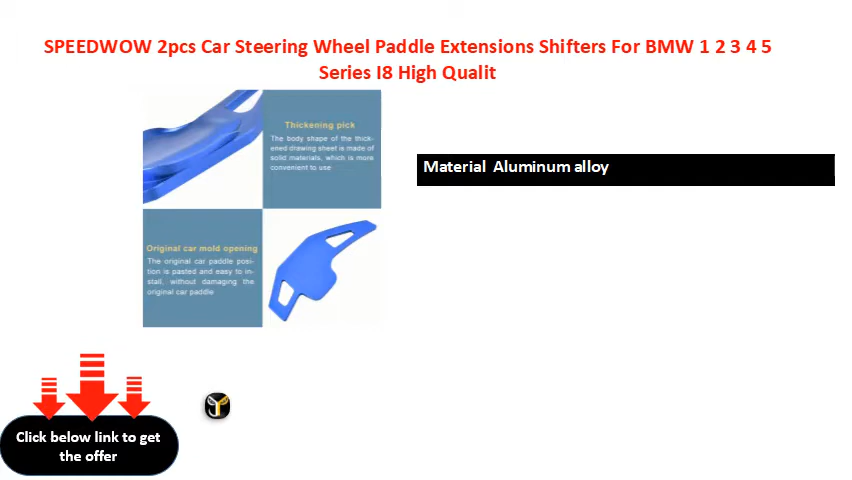 SPEEDWOW 2pcs Car Steering Wheel Paddle Extensions Shifters For BMW 1 2 3 4 5
Series I8 High Qualit
Thickening pick
The body shape of the thick-
ened drawing sheet is made of
solid materials, which is more
convenient to use
Material Aluminum alloy
Original car mold opening
The original car paddle posi-
tion is pasted and easy to in-
stall, without damaging the
original car paddle
Click below link to get
the offer